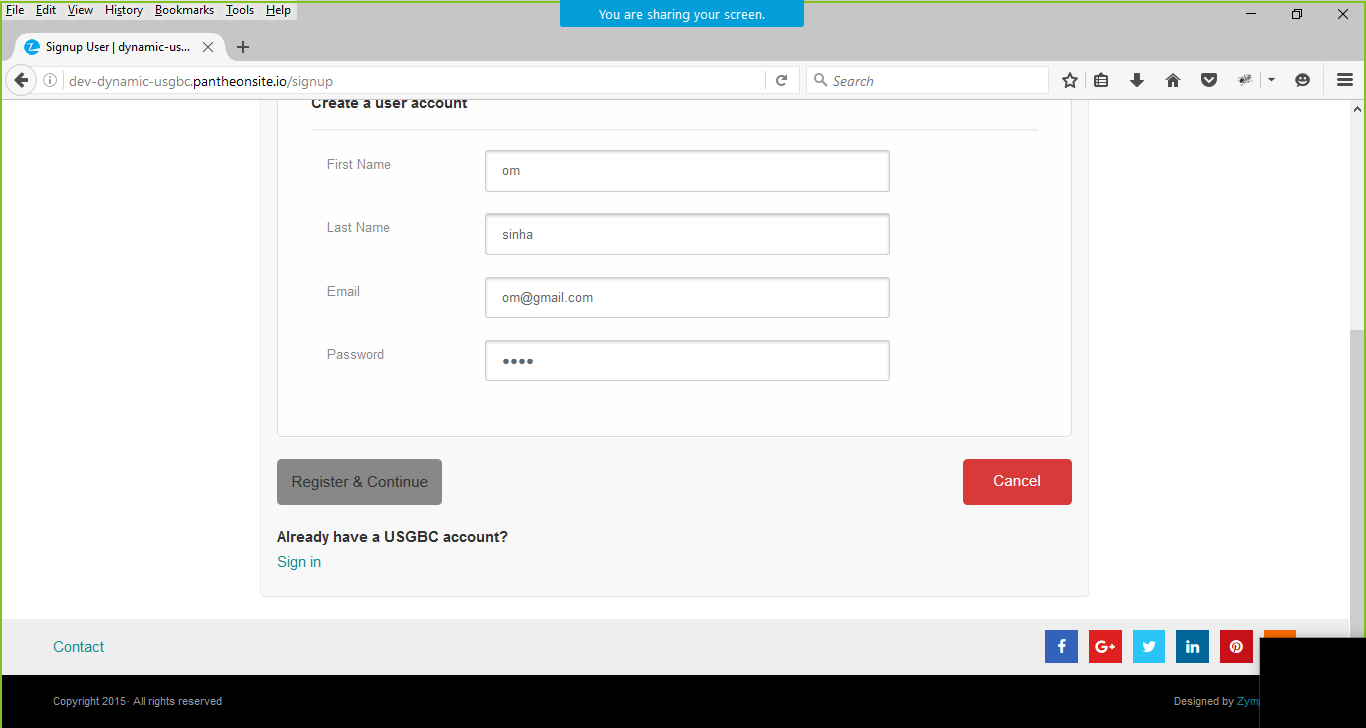 File Edit View History Bookmarks Tools Help
You are sharing your screen.
Signup User | dynamic-us...
dev-dynamic-usgbc.pantheonsite.io/signup
Search
Create a user account
First Name
om
Last Name
sinha
Email
om@gmail.com
Password
Register & Continue
Cancel
Already have a USGBC account?
Sign in
Contact
f G+ in
Copyright 2015- All rights reserved
Designed by